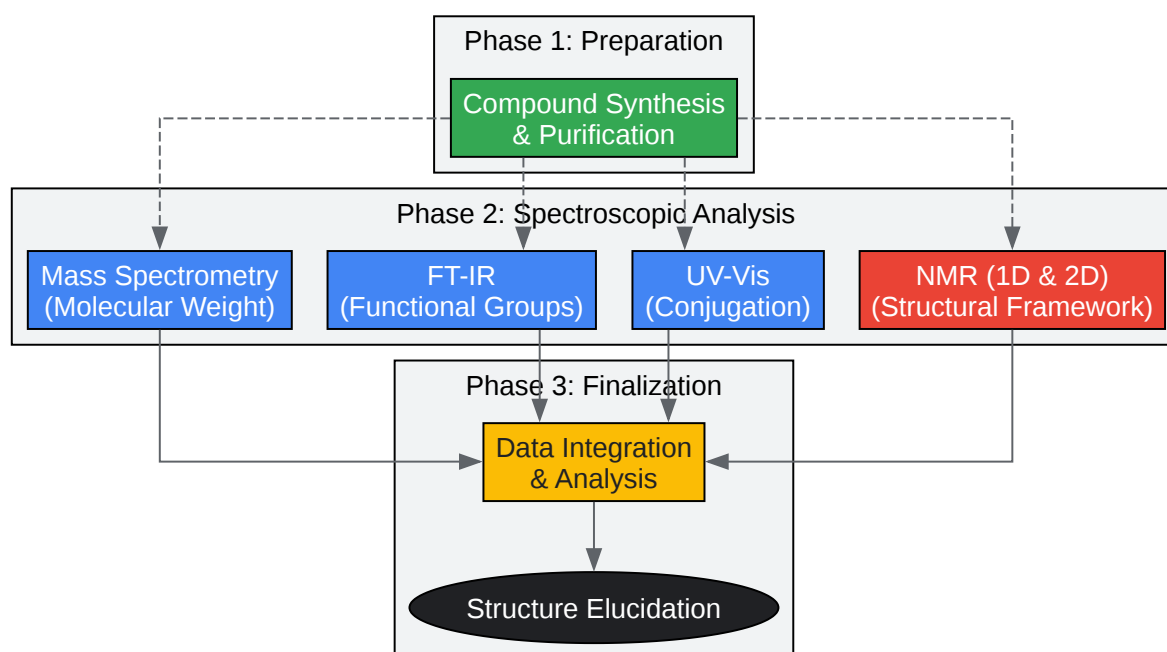 Phase 1: Preparation
Compound Synthesis
& Purification
Phase 2: Spectroscopic Analysis
Mass Spectrometry
(Molecular Weight)
FT-IR
(Functional Groups)
UV-Vis
(Conjugation)
NMR (1D & 2D)
(Structural Framework)
Phase 3: Finalization
Data Integration
& Analysis
Structure Elucidation